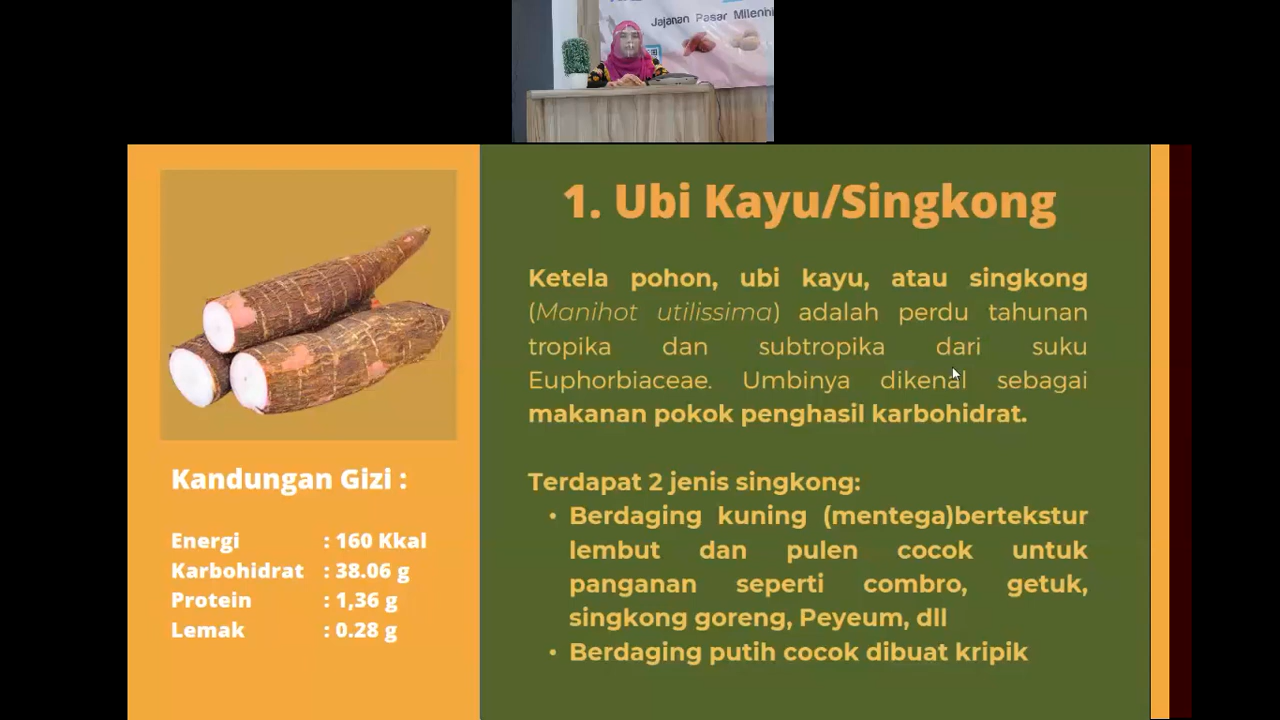 Jajanan Pasar Milenni
1. Ubi Kayu/Singkong
Ketela pohon, ubi kayu, atau singkong
(Manihot utilissima) adalah perdu tahunan
tropika dan subtropika dari suku
Euphorbiaceae. Umbinya dikenal sebagai
makanan pokok penghasil karbohidrat.
Terdapat 2 jenis singkong:
• Berdaging kuning (mentega)bertekstur
lembut dan pulen cocok untuk
panganan seperti combro, getuk,
singkong goreng, Peyeum, dll
• Berdaging putih cocok dibuat kripik
Kandungan Gizi :
Energi : 160 Kkal
Karbohidrat : 38.06 g
Protein : 1,36 g
Lemak : 0.28 g